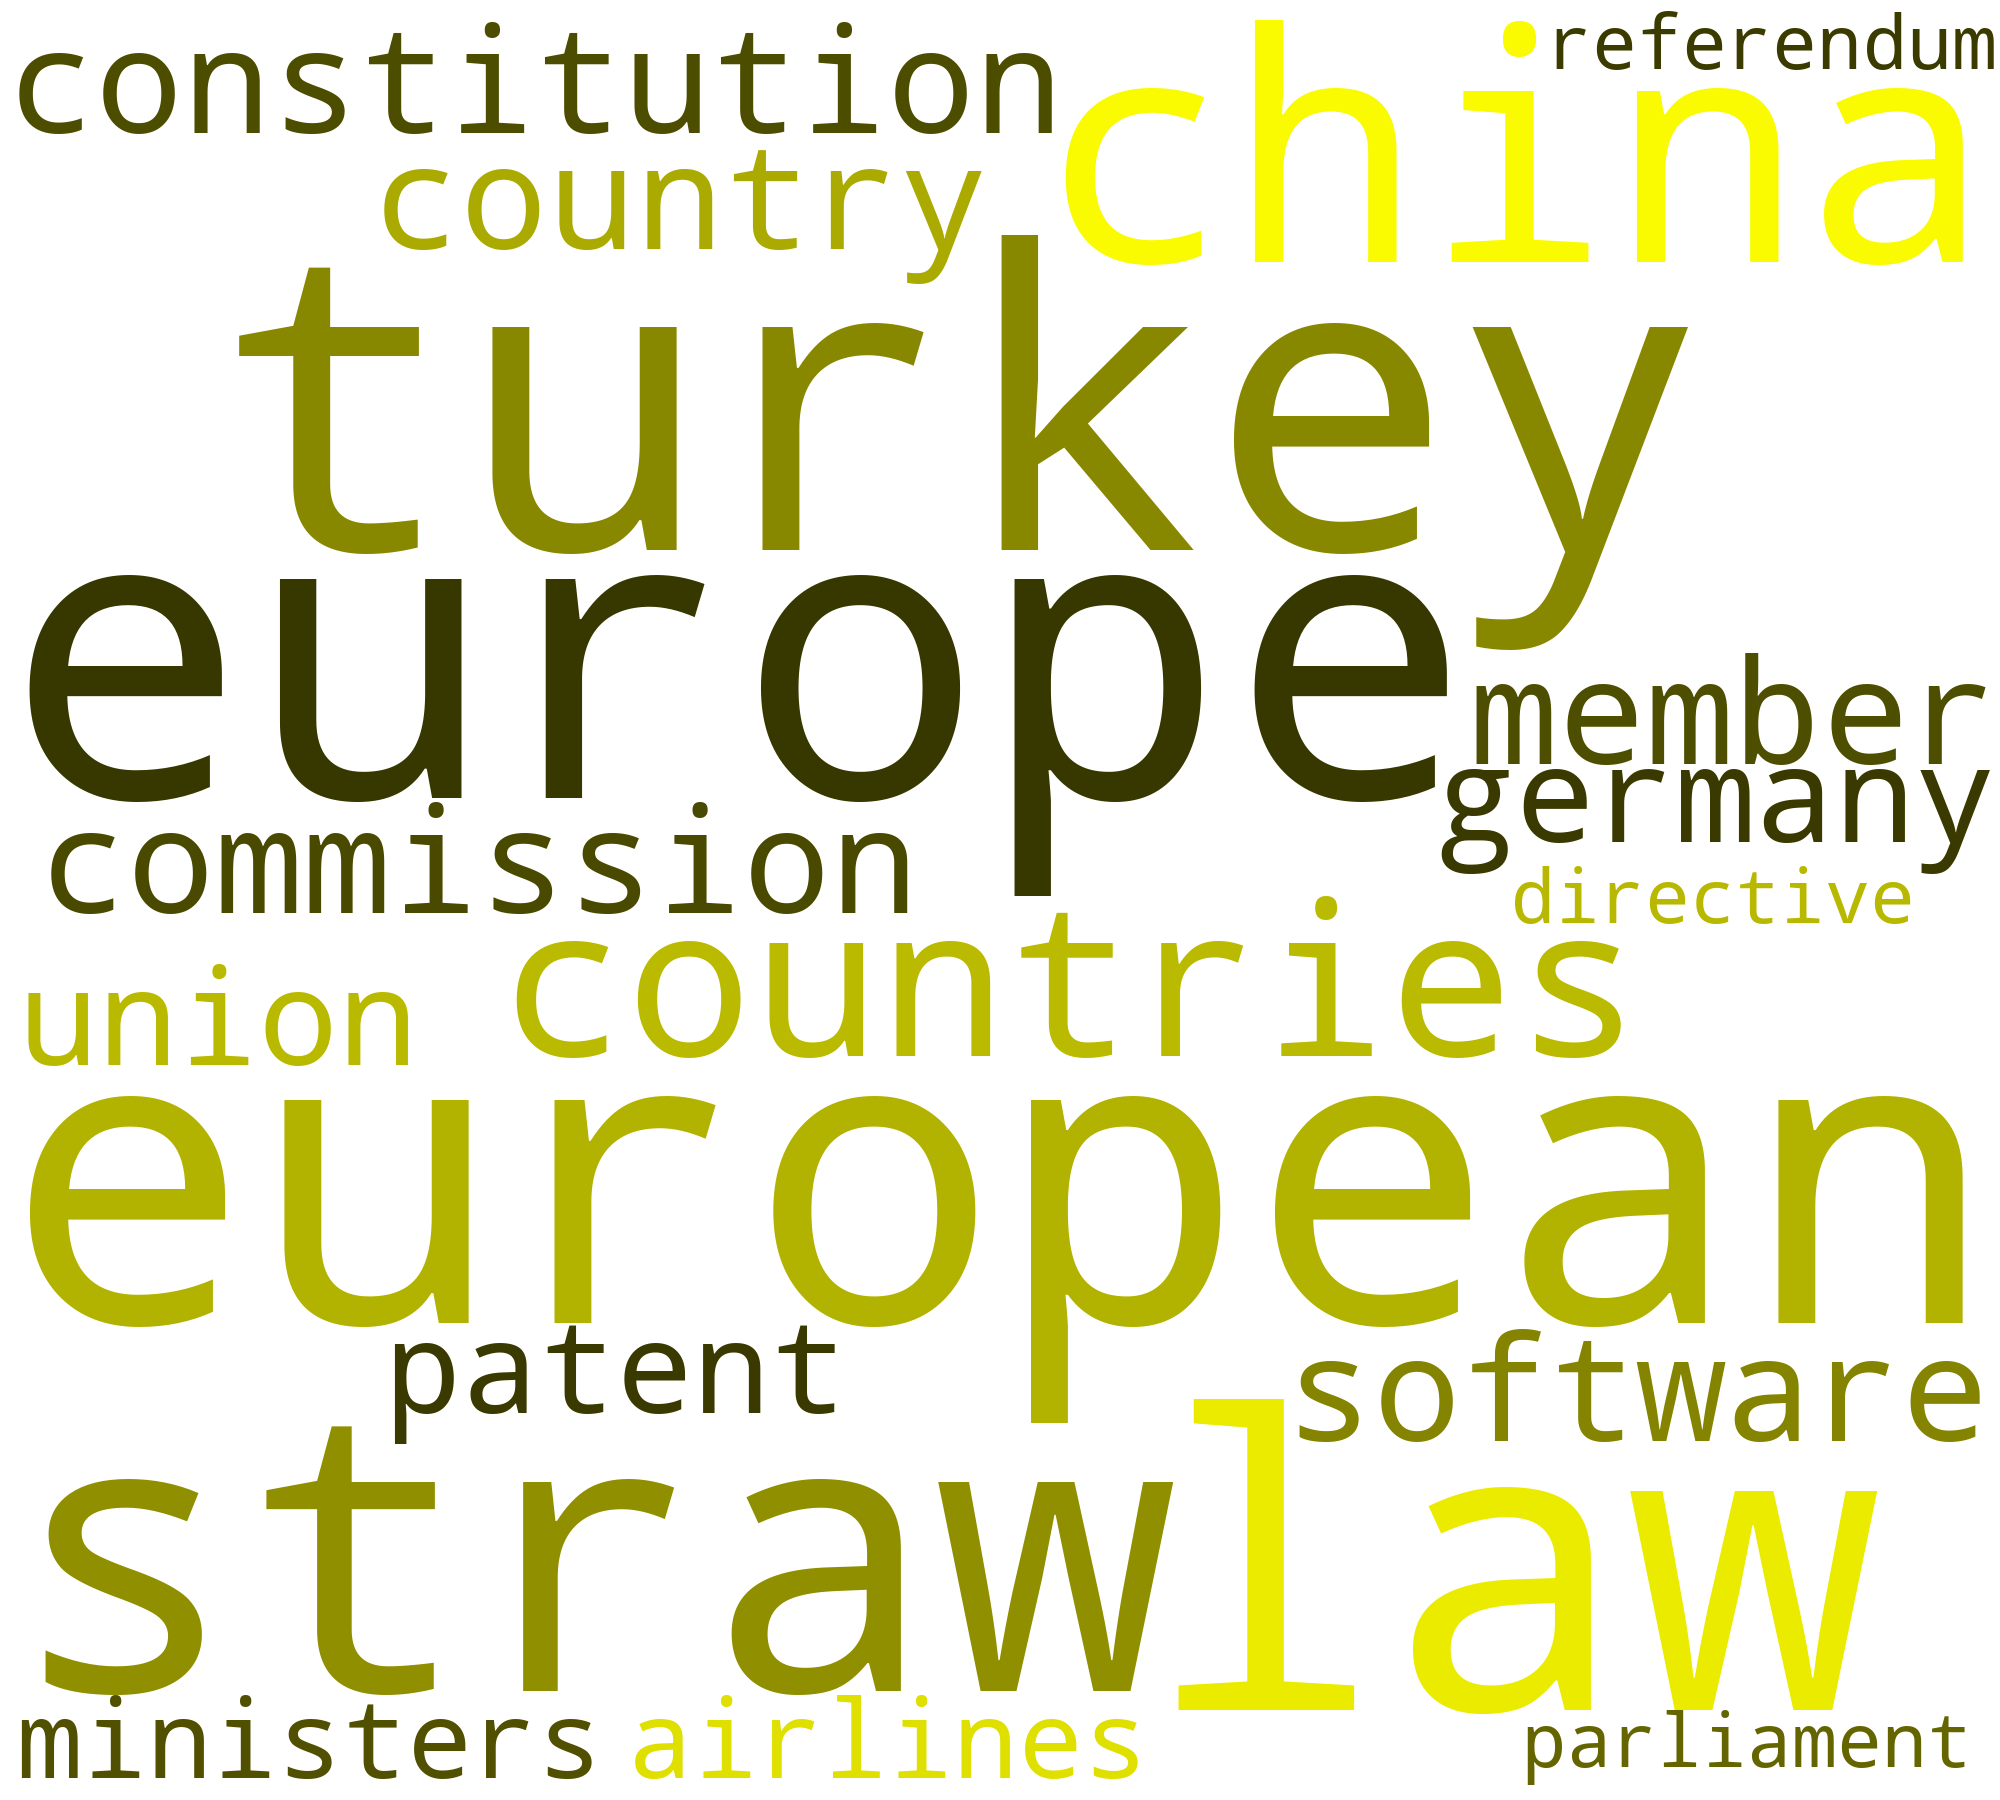 constitution
china
referendum
country
turkey
europe
member
germany
commission
directive
union
countries
european
patent
software
straw
law
ministers
airlines
parliament